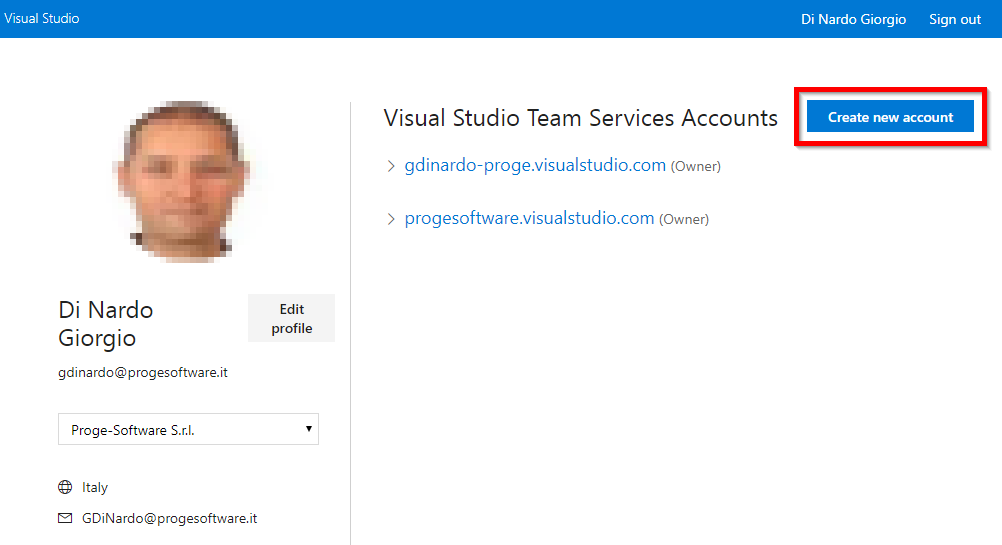 Visual Studio
Di Nardo Giorgio
Sign out
Visual Studio Team Services Accounts
Create new account
gdinardo-proge.visualstudio.com (Owner)
progesoftware.visualstudio.com (Owner)
Di Nardo
Giorgio
Edit
profile
gdinardo@progesoftware.it
Proge-Software S.r.l.
Italy
GDiNardo@progesoftware.it